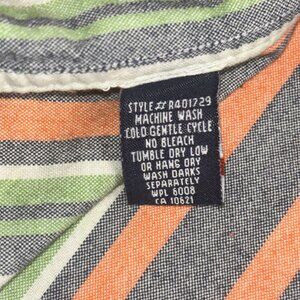 STYLE # R401729
MACHINE WASH
COLD GENTLE CYCLE
NO BLEACH
TUMBLE DRY LOW
OR HANG DRY
WASH DARKS
SEPARATELY
WPL 6008
CA 10821